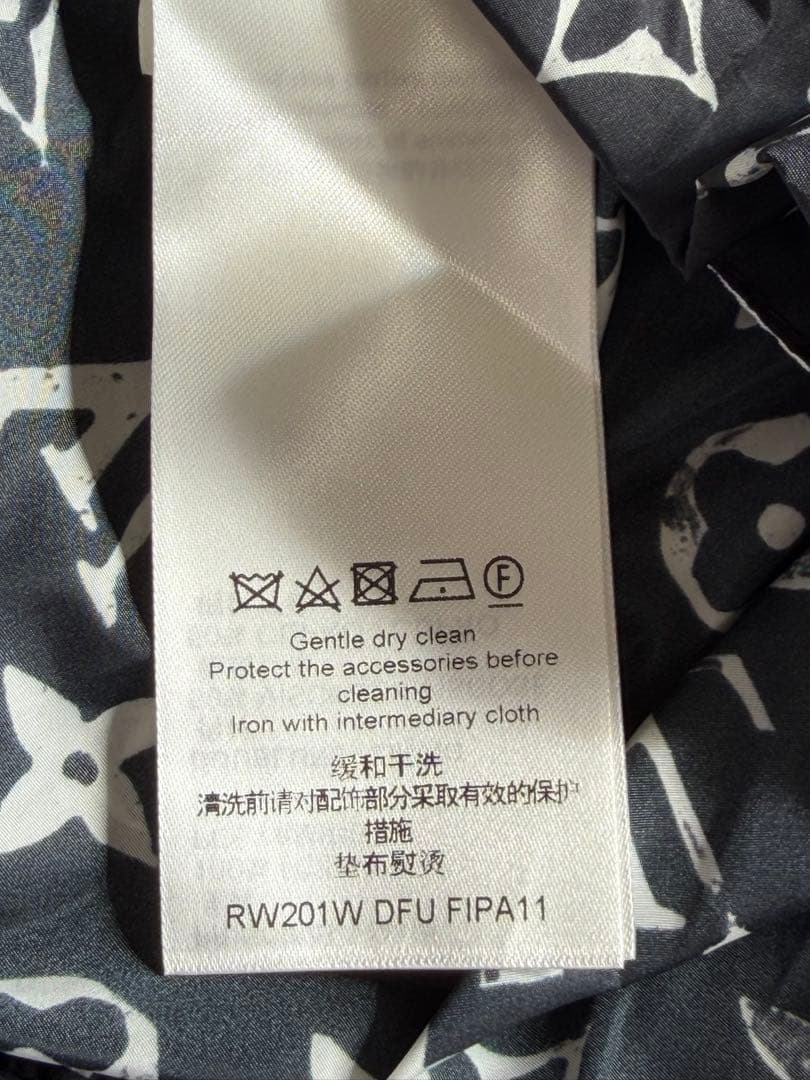 F
Gentle dry clean
Protect the accessories before
cleaning
Iron with intermediary cloth
缓和干洗
清洗前请对配饰部分采取有效的保护
措施
垫布熨烫
RW201W DFU FIPA11